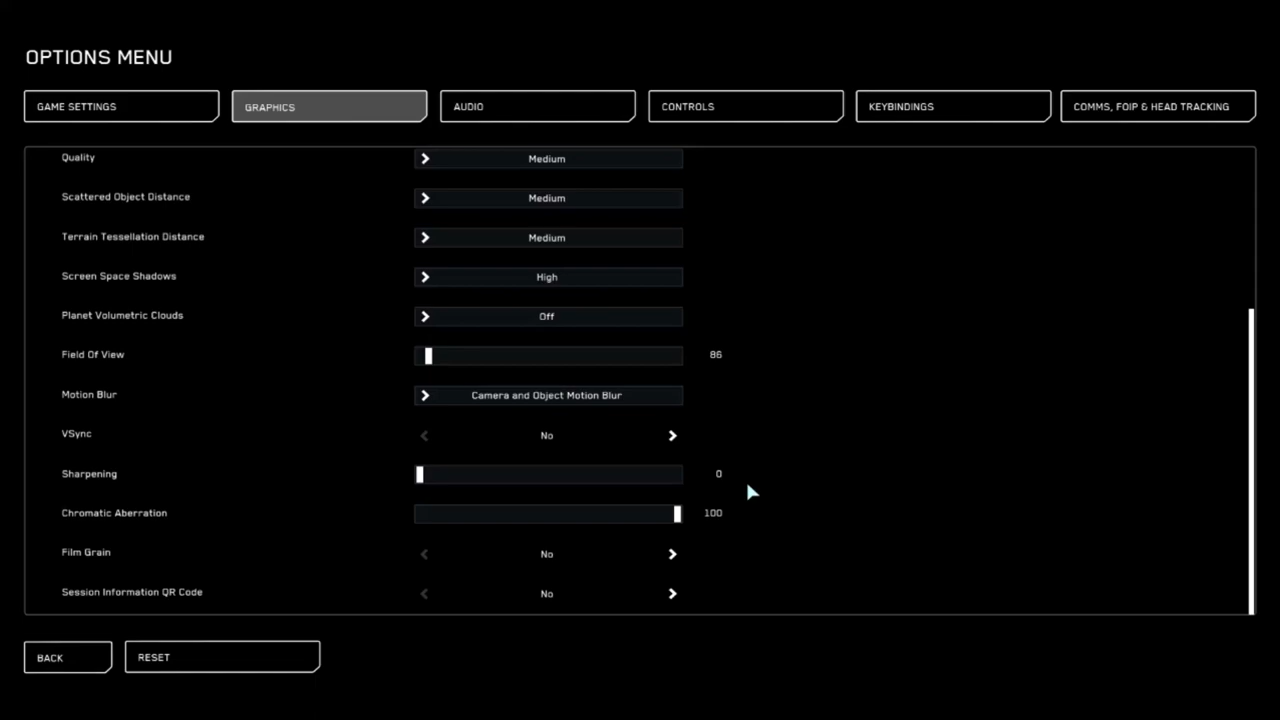 OPTIONS MENU
GAME SETTINGS GRAPHICS AUDIO CONTROLS KEYBINDINGS COMMS, FOIP & HEAD TRACKING
Quality Medium
Scattered Object Distance Medium
Terrain Tessellation Distance Medium
Screen Space Shadows High
Planet Volumetric Clouds Off
Field Of View 86
Motion Blur Camera and Object Motion Blur
VSync No
Sharpening 0
Chromatic Aberration 100
Film Grain No
Session Information QR Code No
BACK RESET